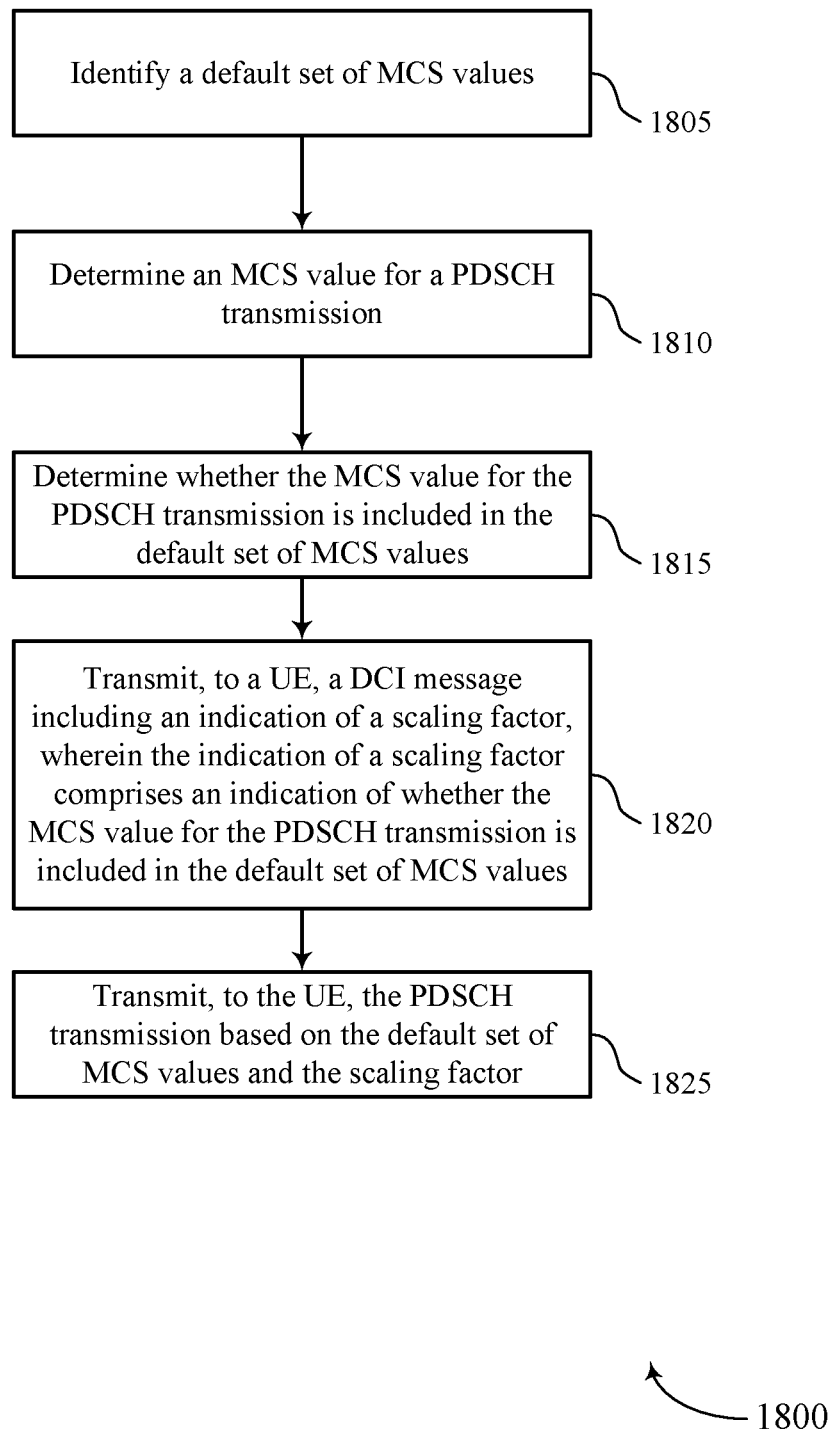 Identify a default set of MCS values
1805
Determine an MCS value for a PDSCH
transmission
1810
Determine whether the MCS value for the
PDSCH transmission is included in the
default set of MCS values
1815
Transmit, to a UE, a DCI message
including an indication of a scaling factor,
wherein the indication of a scaling factor
comprises an indication of whether the
MCS value for the PDSCH transmission is
included in the default set of MCS values
1820
Transmit, to the UE, the PDSCH
transmission based on the default set of
MCS values and the scaling factor
1825
1800